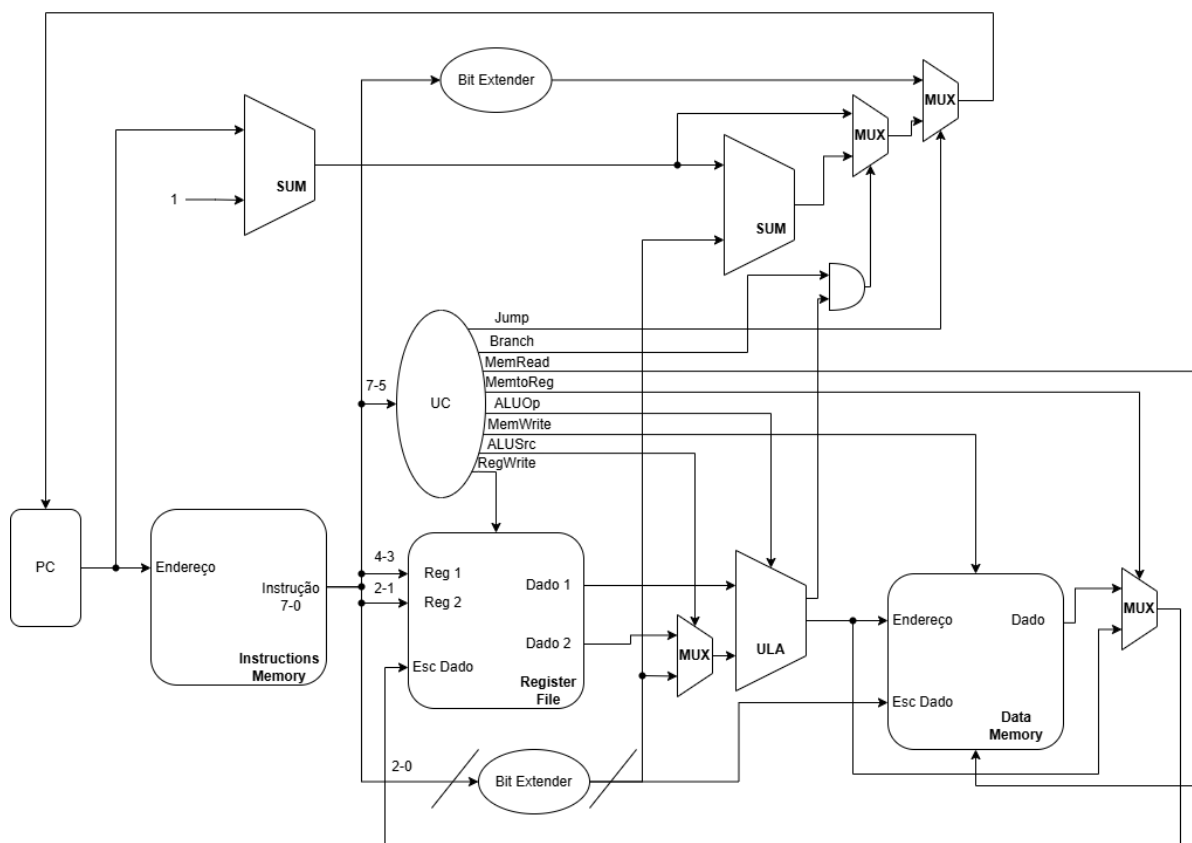 Bit Extender
MUX
MUX
SUM
1
SUM
Jump
Branch
MemRead
7-5
MemtoReg
UC
ALUOp
MemWrite
ALUSrc
RegWrite
PC
Endereço
Instrução
7-0
Instructions
Memory
4-3
Reg 1
2-1
Reg 2
Dado 1
Dado 2
Esc Dado
Register
File
MUX
ULA
Endereço
Dado
Esc Dado
Data
Memory
MUX
2-0
Bit Extender